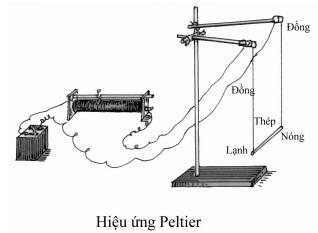 Đồng
Đồng
Thép
Nóng
Lạnh
Hiệu ứng Peltier